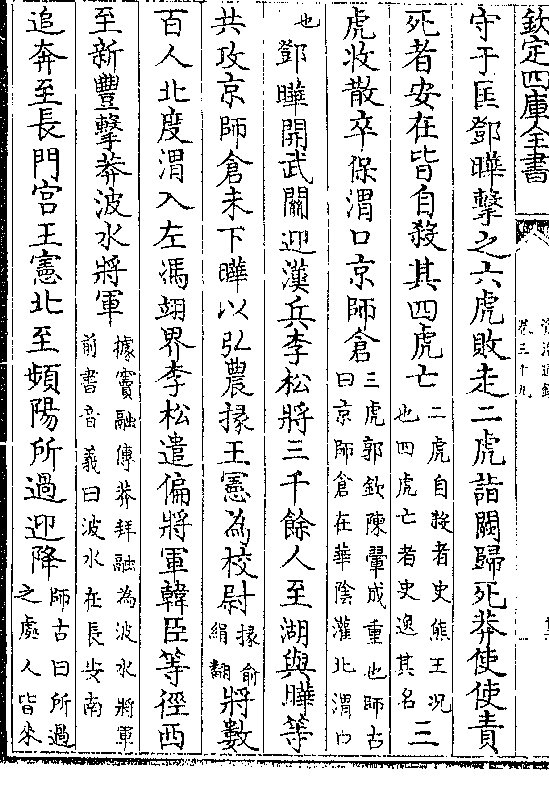 欽定四庫全書
資治通鑑
卷三十九
守于匡鄧曄擊之六虎敗走二虎詣闕歸死莽使使責
死者安在皆自殺其四虎亡二虎自殺者史熊王况也四虎亡者史逸其名三
虎收散卒保渭口京師倉三虎郭欽陳翬成重也師古曰京師倉在華隂灌北渭口
也鄧曄開武關迎漢兵李松將三千餘人至湖與曄等
共攻京師倉未下曄以弘農掾王憲為校尉掾俞絹翻將數
百人北度渭入左馮翊界李松遣偏將軍韓臣等徑西
至新豐擊莽波水將軍據竇融傳莽拜融為波水將軍前書音義曰波水在長安南
追奔至長門宫王憲北至頻陽所過迎降師古曰所過之處人皆來